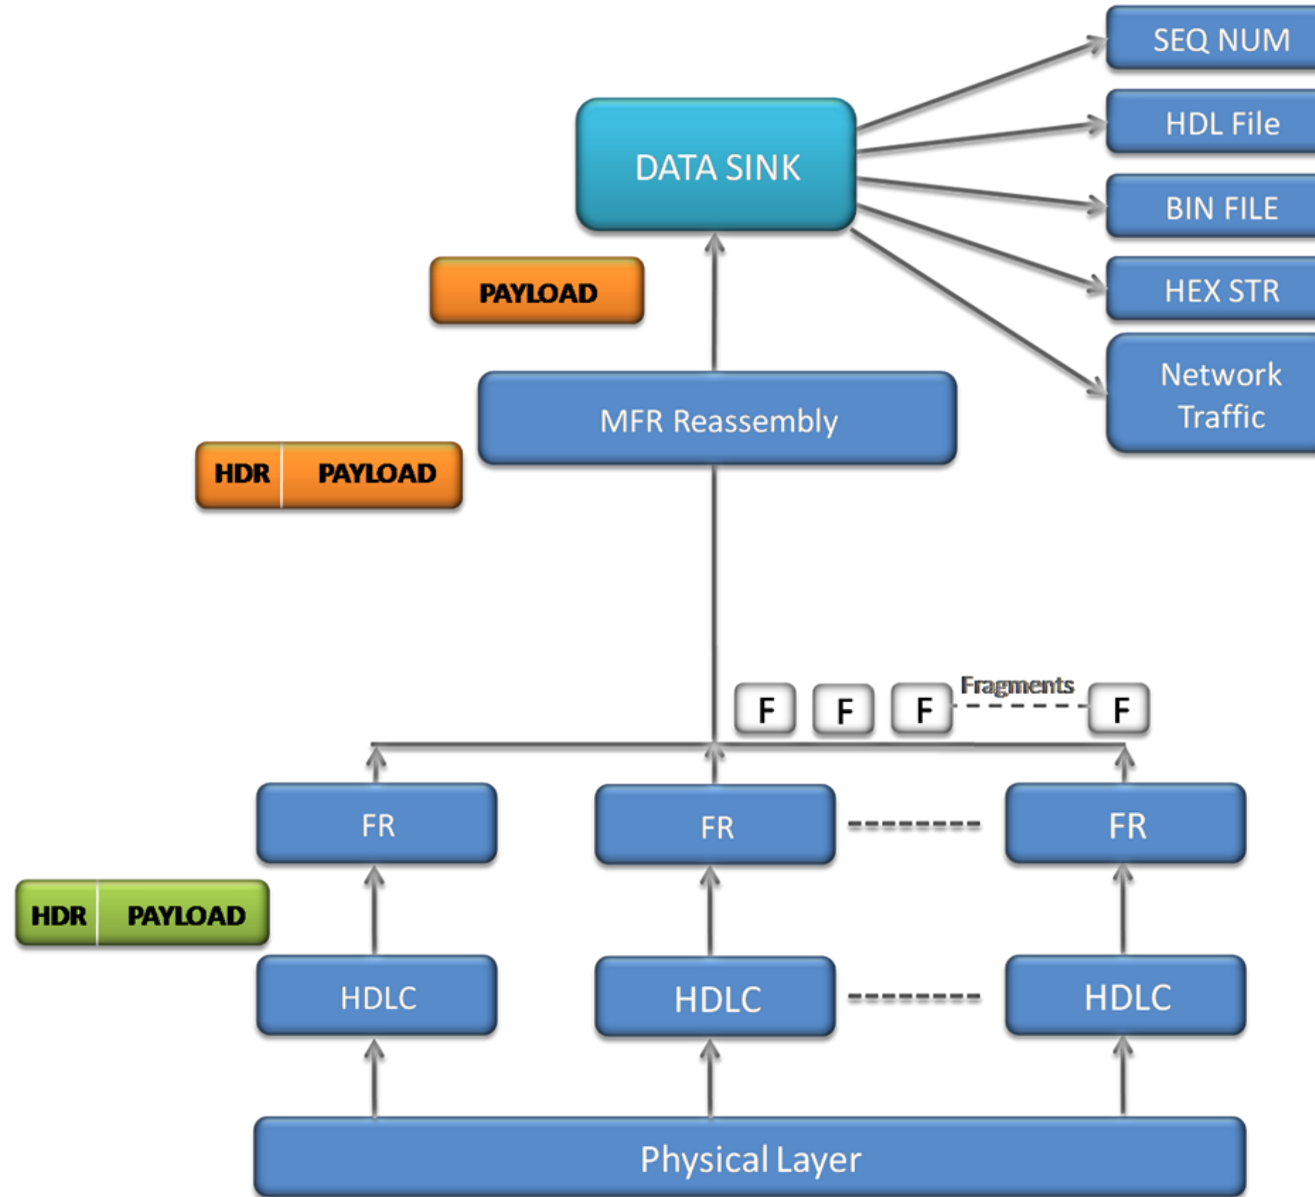 SEQ NUM
HDL File
DATA SINK
BIN FILE
PAYLOAD
HEX STR
Network
Traffic
MFR Reassembly
HDR PAYLOAD
Fragments
F F F F
FR FR FR
HDR PAYLOAD
HDLC HDLC HDLC
Physical Layer